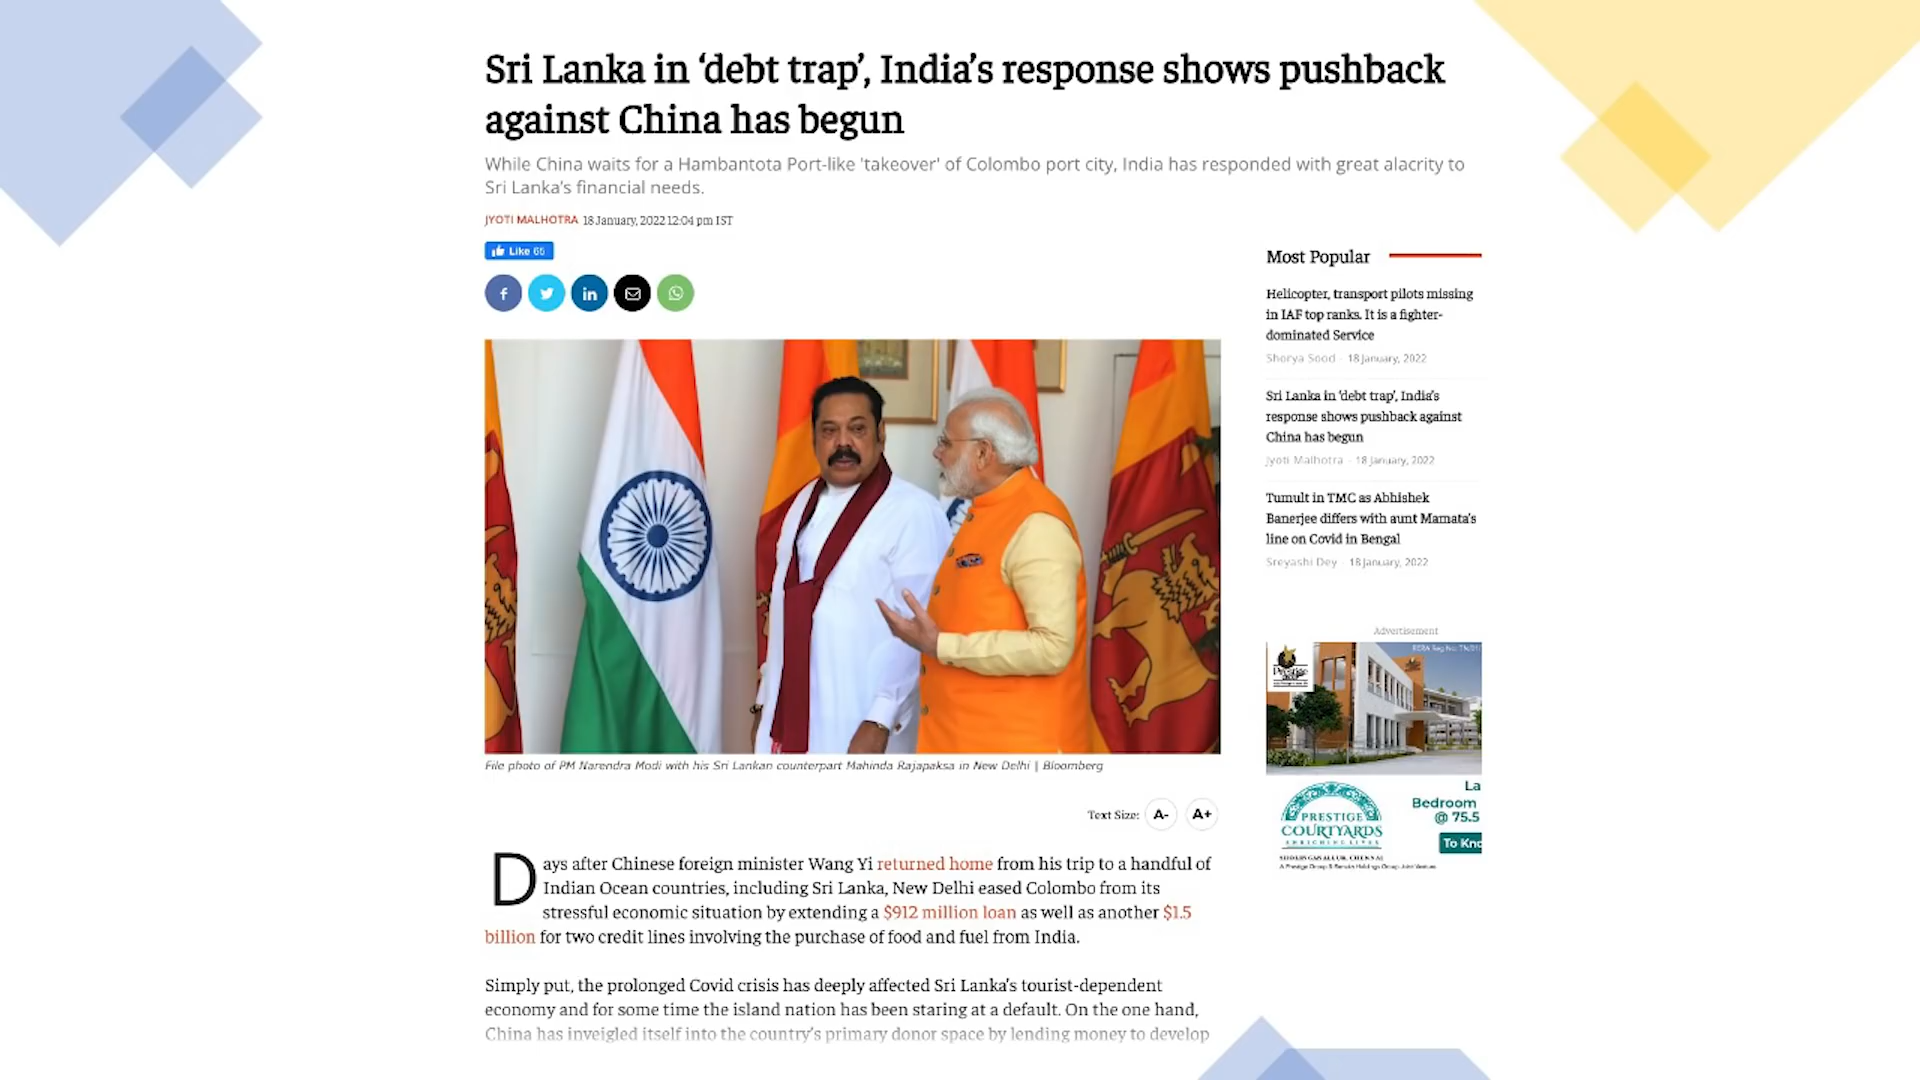 Sri Lanka in ‘debt trap’, India’s response shows pushback
against China has begun
While China waits for a Hambantota Port-like 'takeover' of Colombo port city, India has responded with great alacrity to
Sri Lanka’s financial needs.
JYOTI MALHOTRA 18 January, 2022 12:04 pm IST
Like 65
Most Popular
Helicopter, transport pilots missing
in IAF top ranks. It is a fighter-
dominated Service
Shorya Sood - 18 January, 2022
Sri Lanka in ‘debt trap’, India’s
response shows pushback against
China has begun
Jyoti Malhotra - 18 January, 2022
Tumult in TMC as Abhishek
Banerjee differs with aunt Mamata’s
line on Covid in Bengal
Sreyashi Dey - 18 January, 2022
File photo of PM Narendra Modi with his Sri Lankan counterpart Mahinda Rajapaksa in New Delhi | Bloomberg
Text Size: A- A+
Days after Chinese foreign minister Wang Yi returned home from his trip to a handful of
Indian Ocean countries, including Sri Lanka, New Delhi eased Colombo from its
stressful economic situation by extending a $912 million loan as well as another $1.5
billion for two credit lines involving the purchase of food and fuel from India.
Simply put, the prolonged Covid crisis has deeply affected Sri Lanka’s tourist-dependent
economy and for some time the island nation has been staring at a default. On the one hand,
China has inveigled itself into the country’s primary donor space by lending money to develop
Advertisement
Prestige
PRESTIGE
COURTYARDS
ENRICHING LIVES
SHOLINGANALLUR, CHENNAI
La
Bedroom
@ 75.5
To Kno